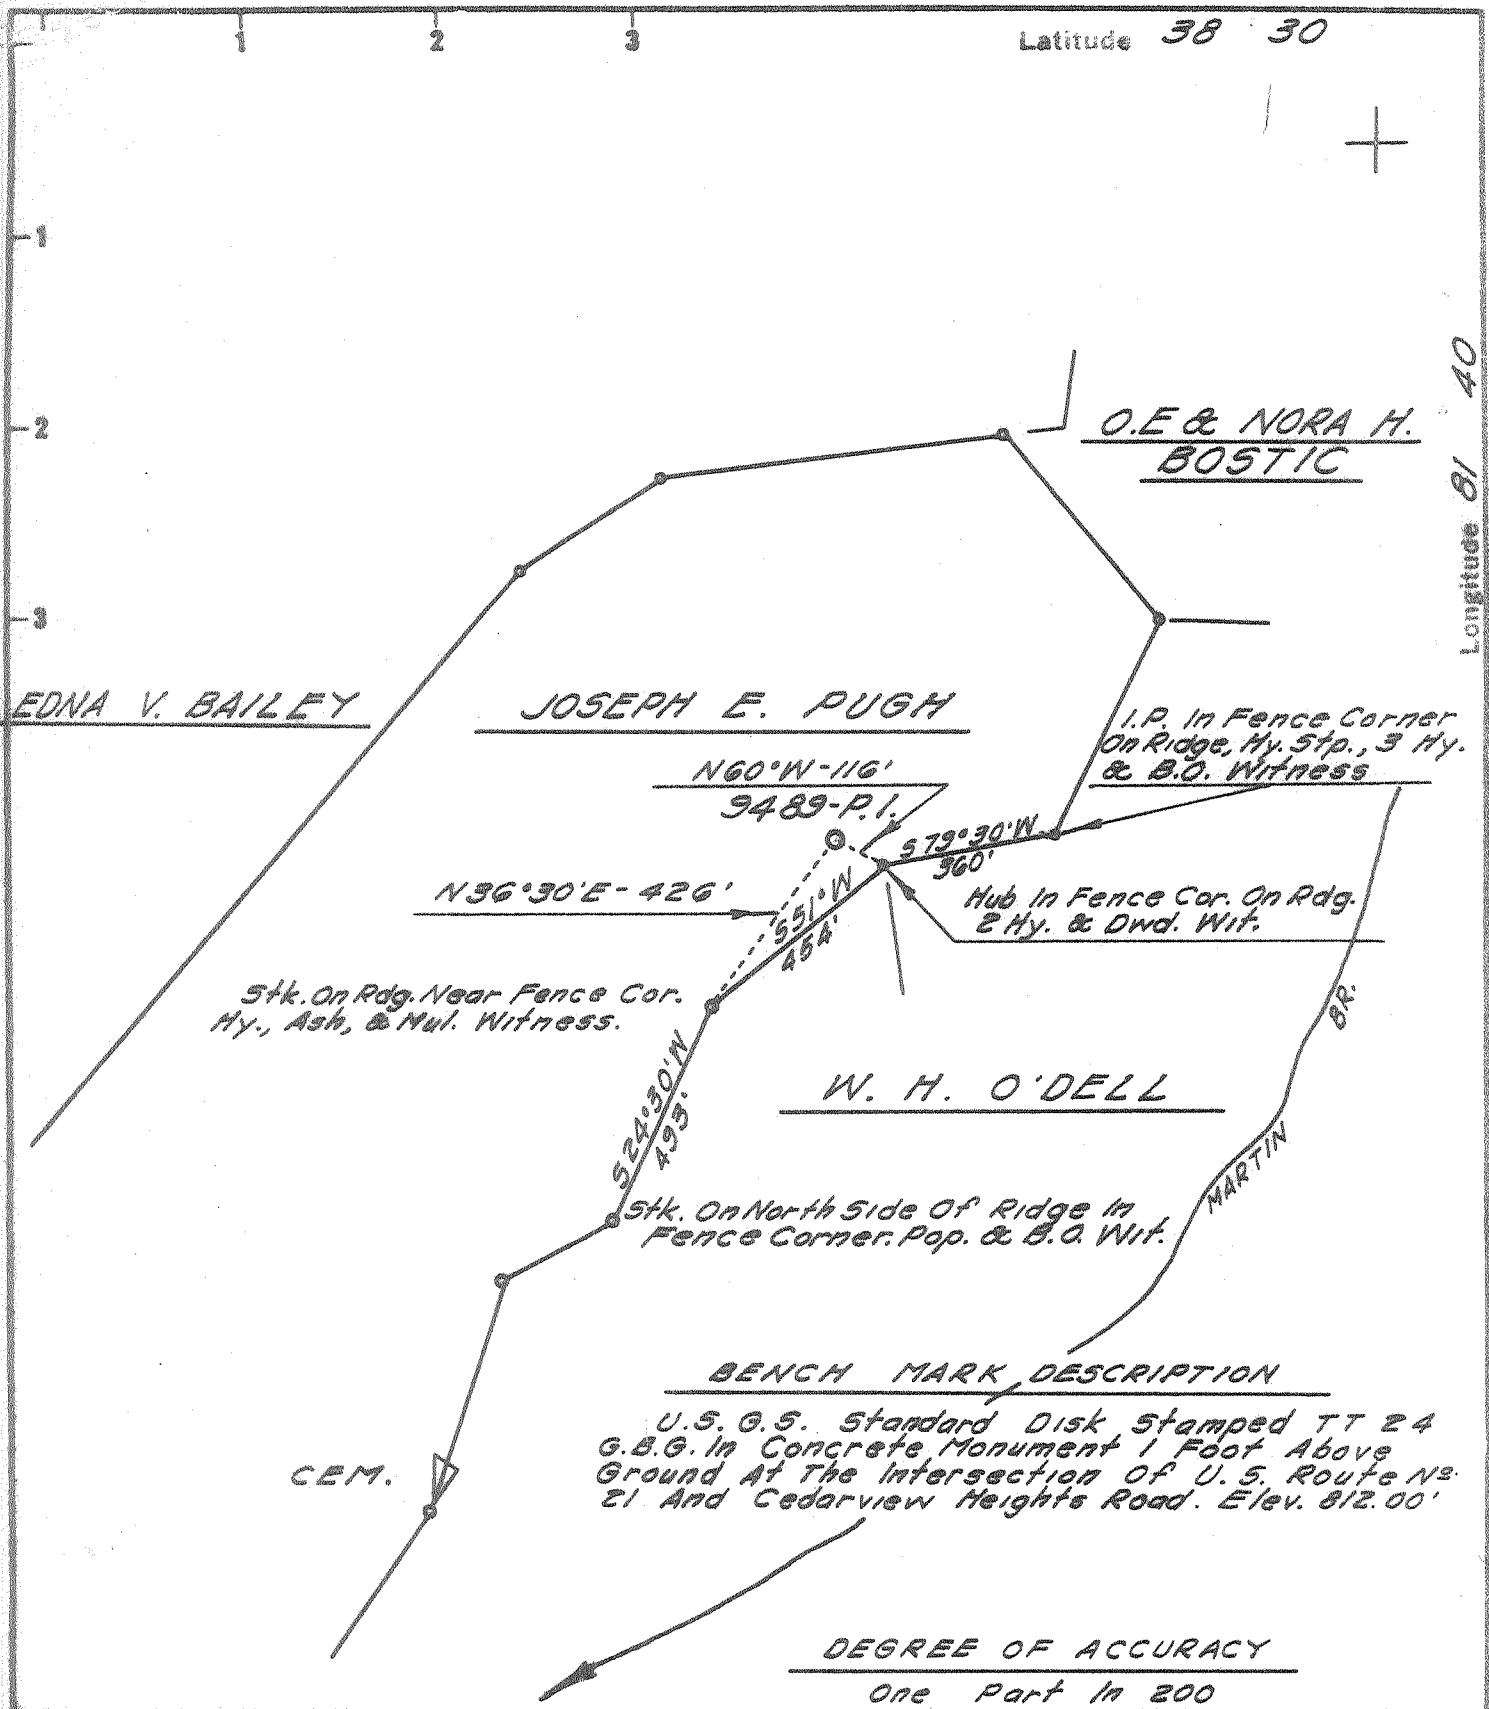 1 2 3 Latitude 38 30
1
2
3
Longitude 81 40
O.E & NORA H.
BOSTIC
EDNA V. BAILEY
JOSEPH E. PUGH
I.P. In Fence Corner
On Ridge, Hy. Stp., 3 Hy.
& B.O. Witness
N60°W-116'
9489-P.I.
S79°30'W
360'
N36°30'E-426'
S51°W
454'
Hub In Fence Cor. On Rdg.
2 Hy. & Dwd. Wit.
Stk. On Rdg. Near Fence Cor.
Hy., Ash, & Mul. Witness.
BR.
W. H. O'DELL
S24°30'W
493'
MARTIN
Stk. On North Side Of Ridge In
Fence Corner. Pop. & B.O. Wit.
BENCH MARK DESCRIPTION
U.S.G.S. Standard Disk Stamped TT 24
G.B.G. In Concrete Monument 1 Foot Above
Ground At The Intersection Of U.S. Route No.
21 And Cedarview Heights Road. Elev. 812.00'
CEM.
DEGREE OF ACCURACY
One Part In 200